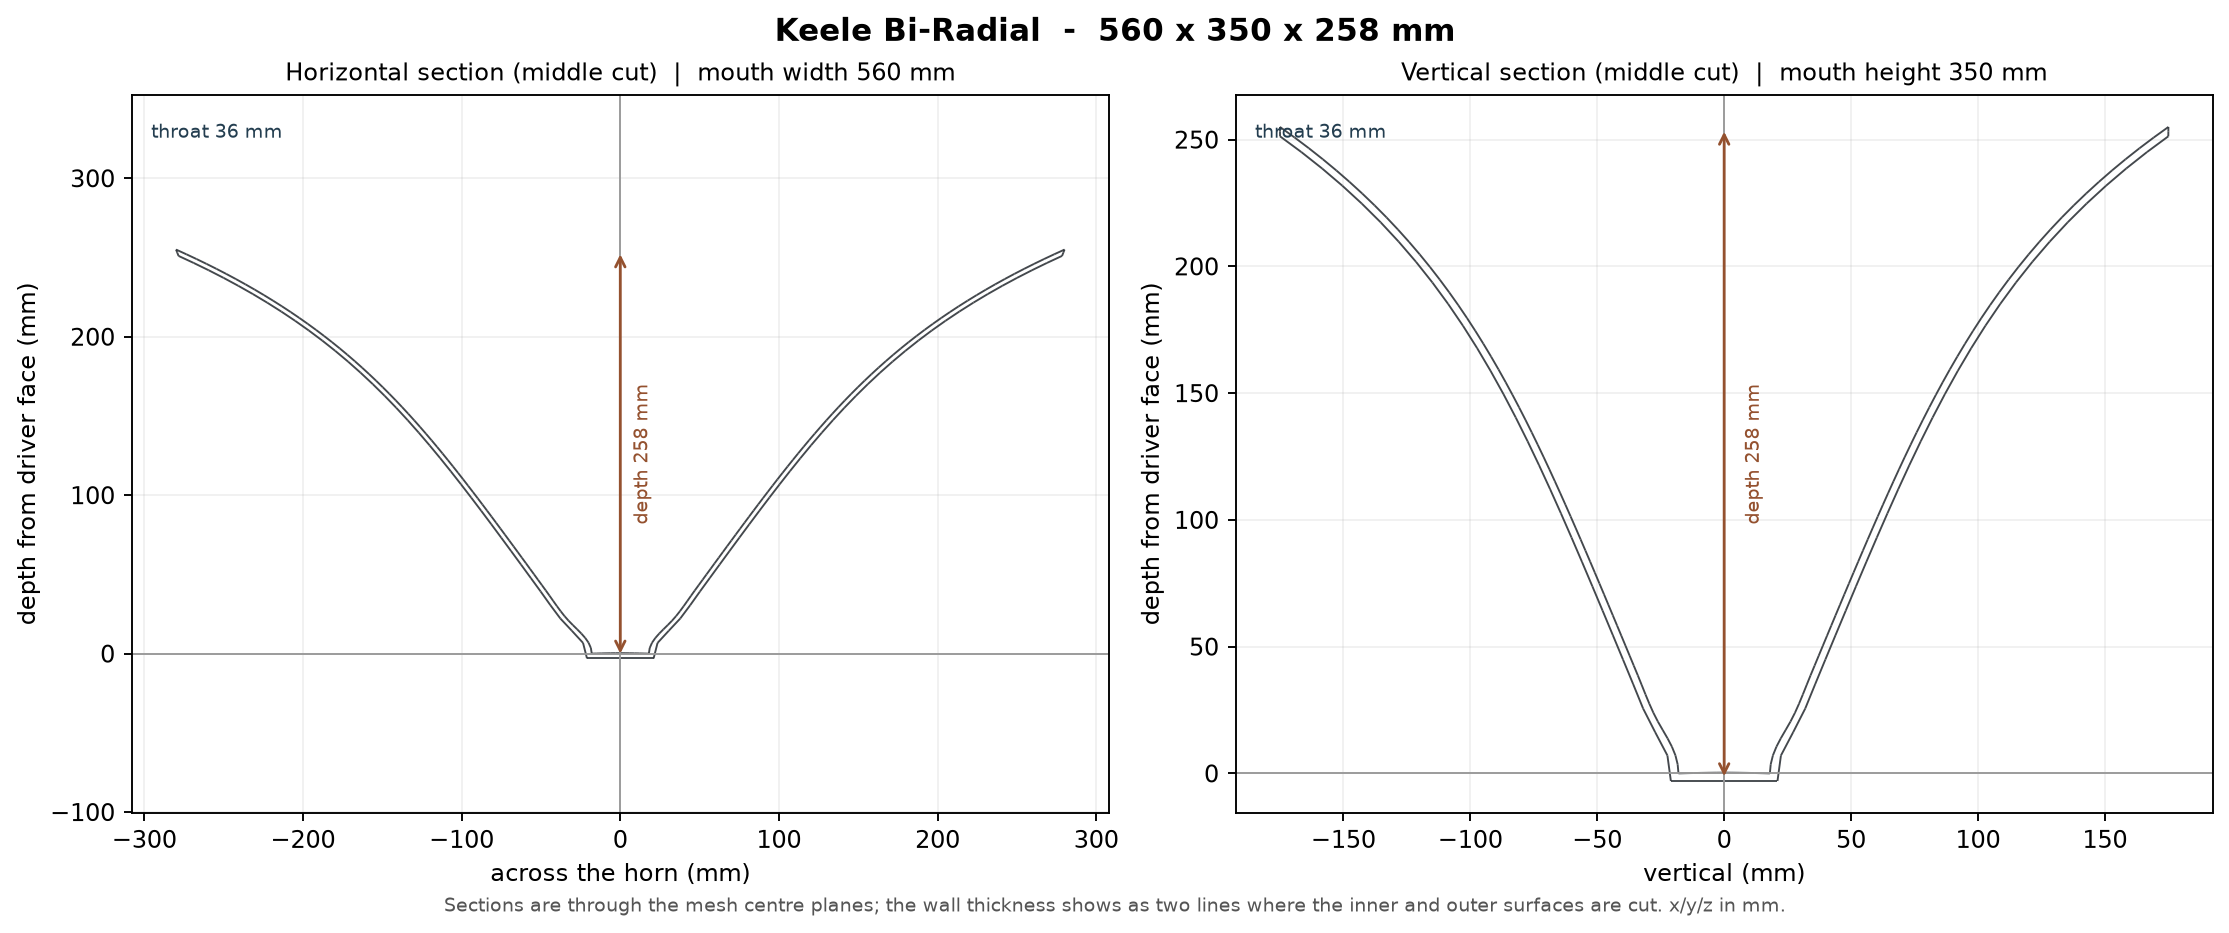 Keele Bi-Radial  -  560 x 350 x 258 mm
Horizontal section (middle cut)  |  mouth width 560 mm
throat 36 mm
depth 258 mm
depth from driver face (mm)
300
200
100
0
−100
−300
−200
−100
0
100
200
300
across the horn (mm)
Vertical section (middle cut)  |  mouth height 350 mm
throat 36 mm
depth 258 mm
depth from driver face (mm)
250
200
150
100
50
0
−150
−100
−50
0
50
100
150
vertical (mm)
Sections are through the mesh centre planes; the wall thickness shows as two lines where the inner and outer surfaces are cut. x/y/z in mm.